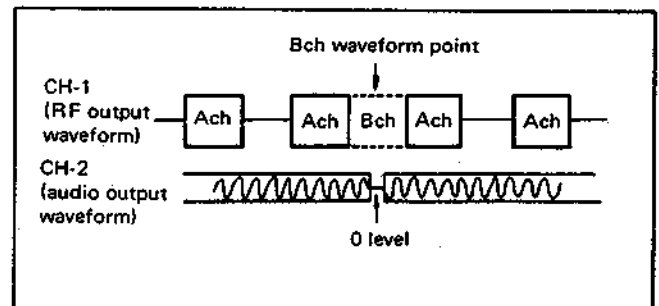 Bch waveform point
CH-1
(RF output
waveform)
Ach Ach Bch Ach Ach
CH-2
(audio output
waveform)
0 level